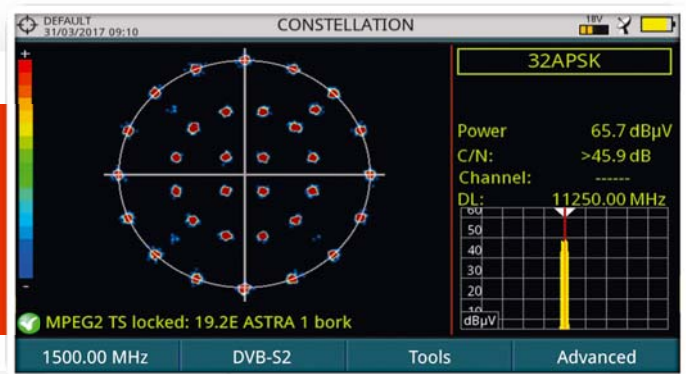 DEFAULT
31/03/2017 09:10
CONSTELLATION
18V
+
-
32APSK
Power 65.7 dBµV
C/N: >45.9 dB
Channel: ------
DL: 11250.00 MHz
60
50
40
30
20
10
dBµV
MPEG2 TS locked: 19.2E ASTRA 1 bork
1500.00 MHz DVB-S2 Tools Advanced